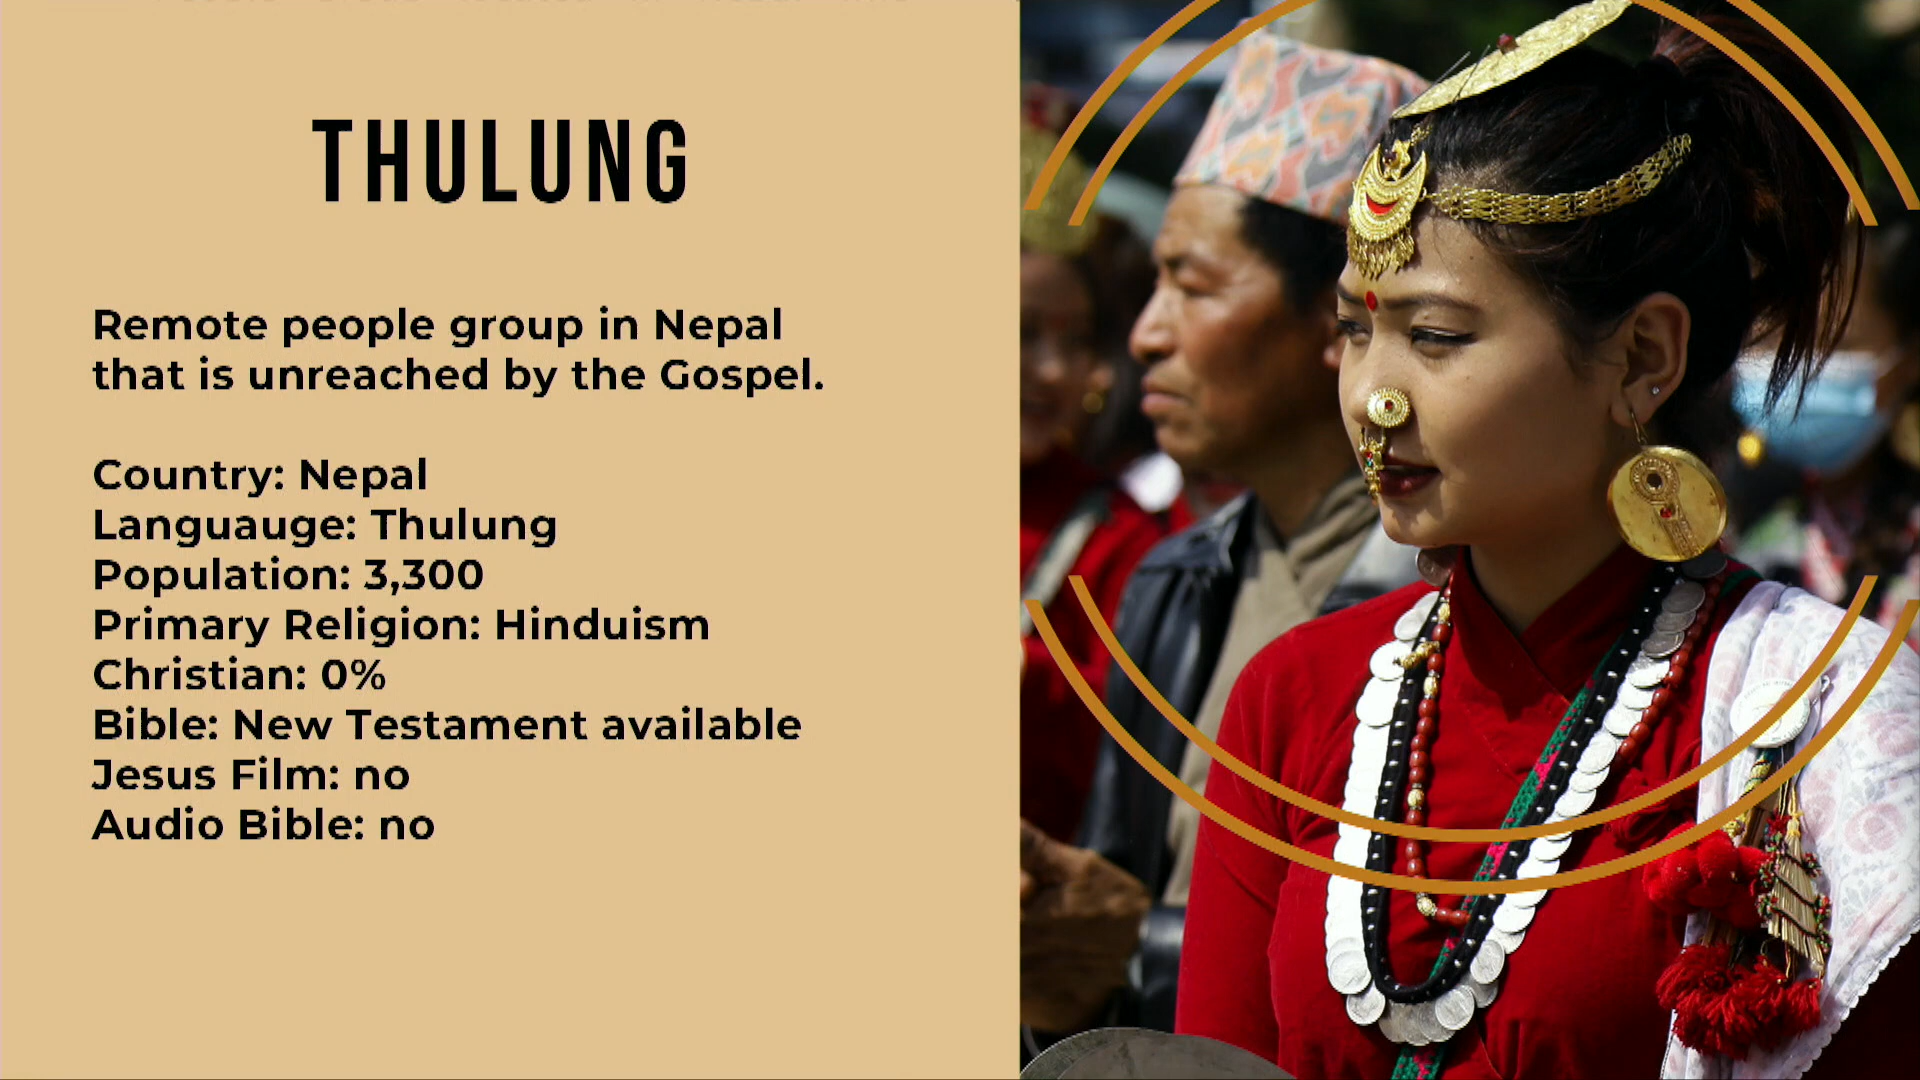 THULUNG
Remote people group in Nepal
that is unreached by the Gospel.
Country: Nepal
Languauge: Thulung
Population: 3,300
Primary Religion: Hinduism
Christian: 0%
Bible: New Testament available
Jesus Film: no
Audio Bible: no